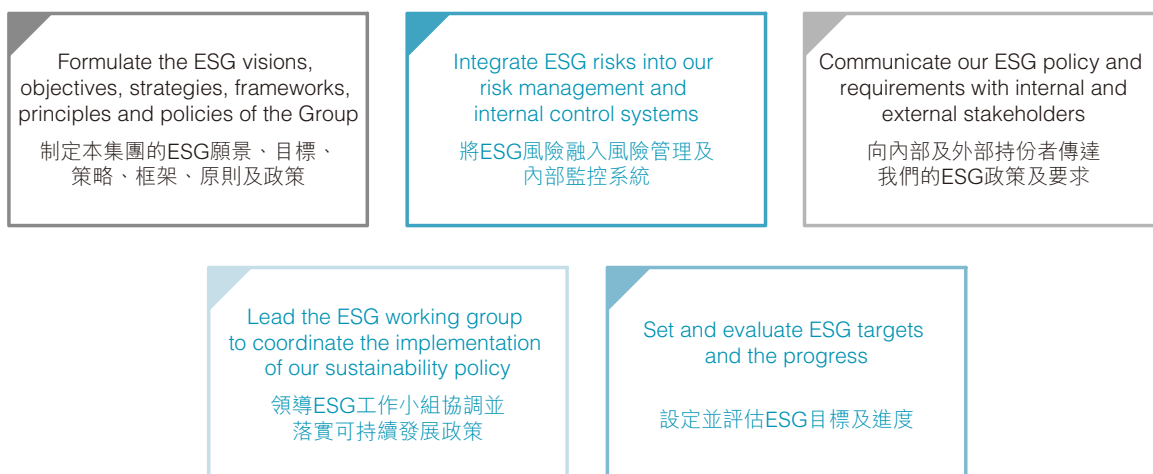 Formulate the ESG visions,
objectives, strategies, frameworks,
principles and policies of the Group
制定本集團的ESG願景、目標、
策略、框架、原則及政策
Integrate ESG risks into our
risk management and
internal control systems
將ESG風險融入風險管理及
內部監控系統
Communicate our ESG policy and
requirements with internal and
external stakeholders
向內部及外部持份者傳達
我們的ESG政策及要求
Lead the ESG working group
to coordinate the implementation
of our sustainability policy
領導ESG工作小組協調並
落實可持續發展政策
Set and evaluate ESG targets
and the progress
設定並評估ESG目標及進度